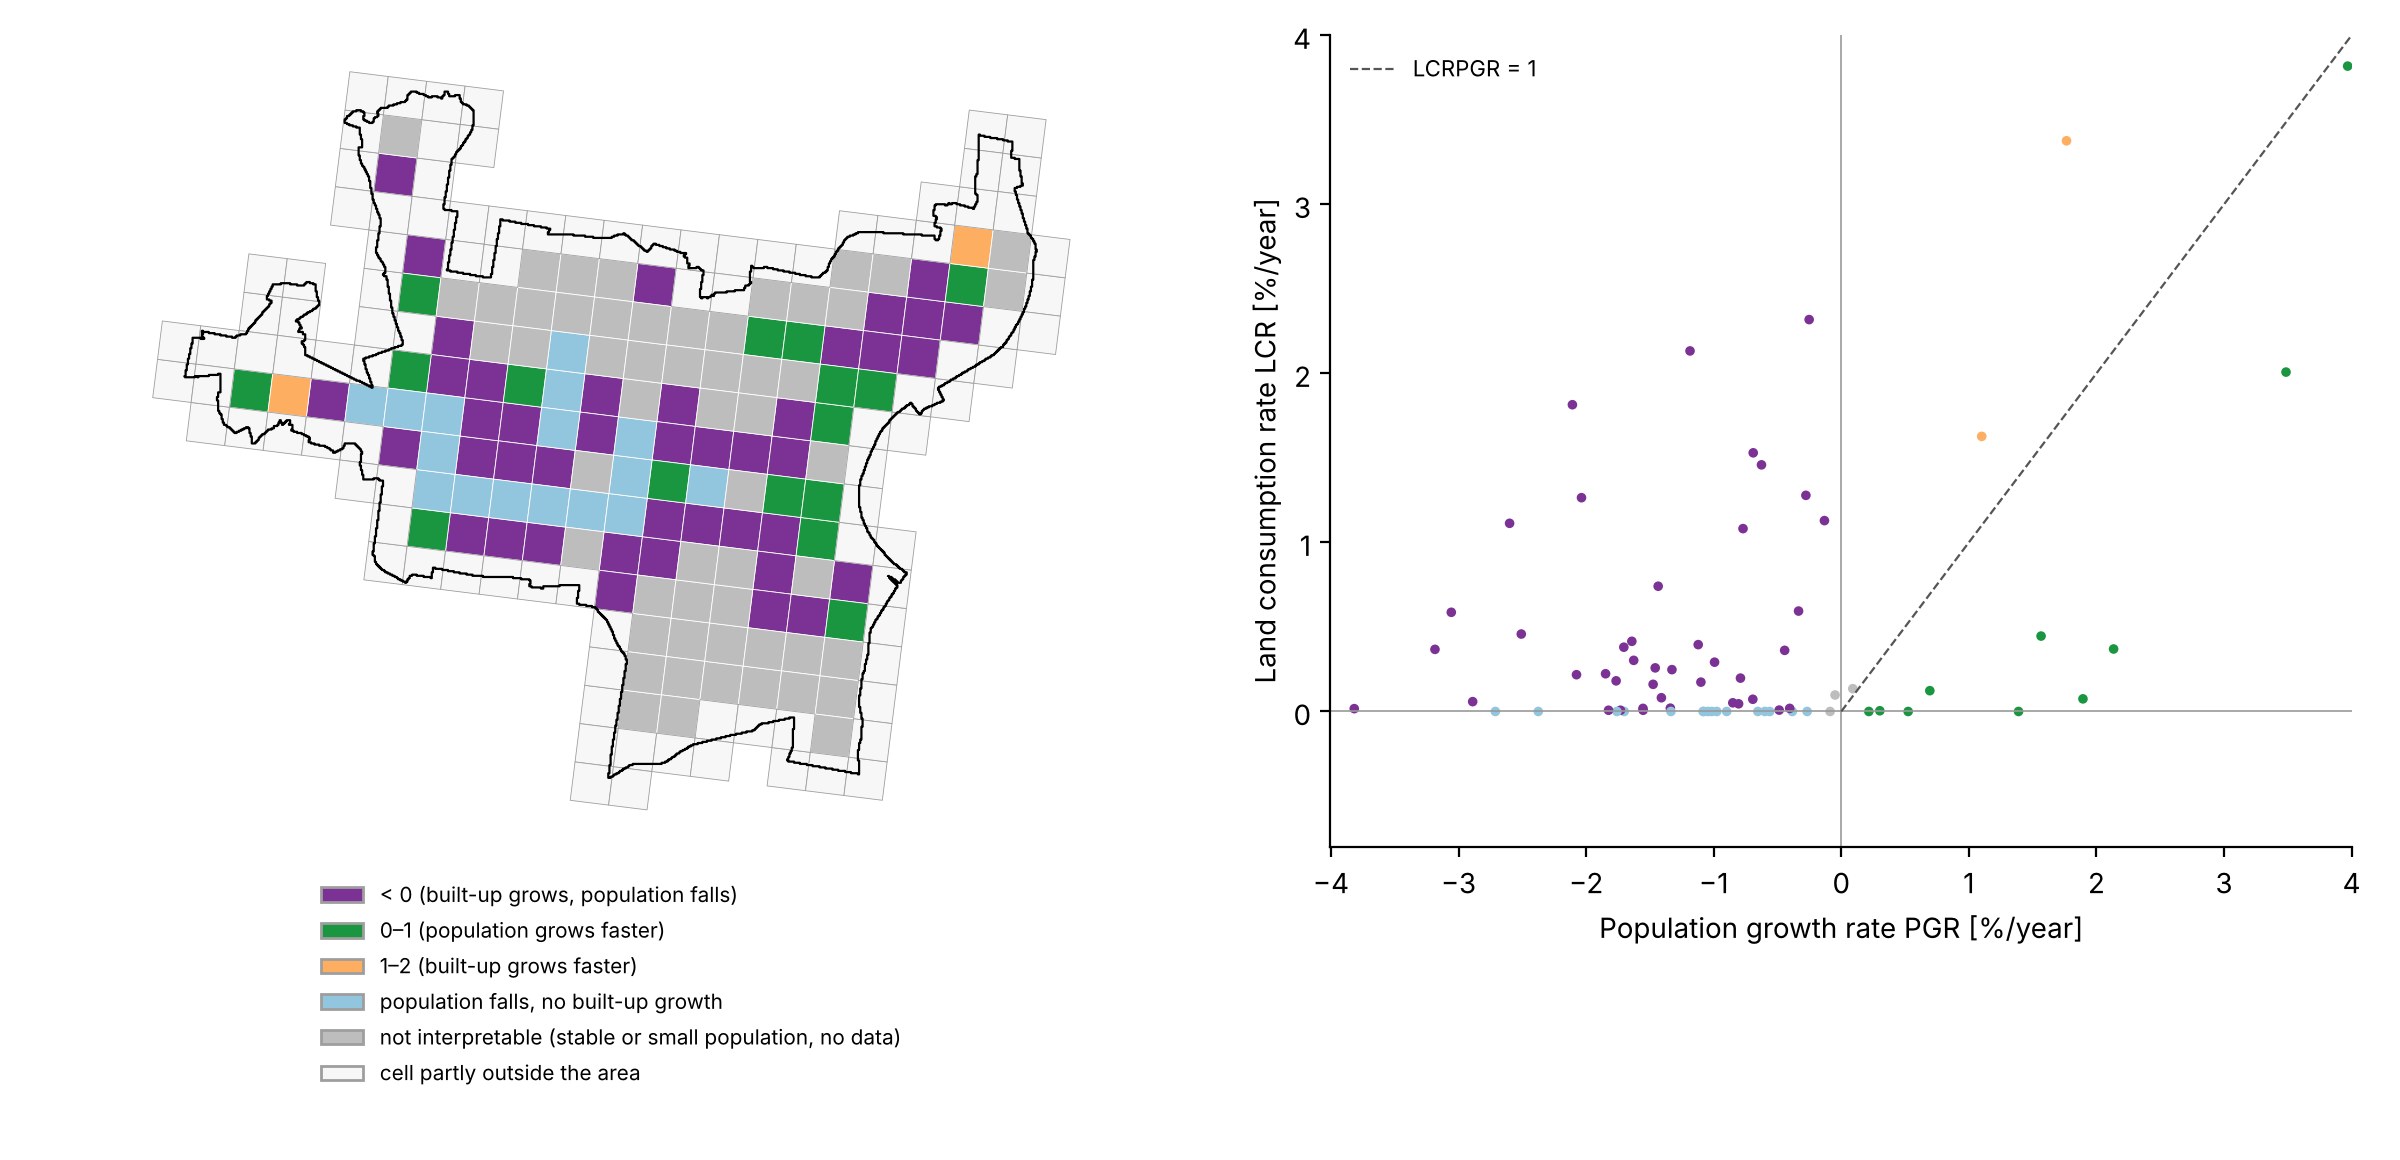 < 0 (built-up grows, population falls)
0–1 (population grows faster)
1–2 (built-up grows faster)
population falls, no built-up growth
not interpretable (stable or small population, no data)
cell partly outside the area
LCRPGR = 1
Land consumption rate LCR [%/year]
4
3
2
1
0
−4 −3 −2 −1 0 1 2 3 4
Population growth rate PGR [%/year]